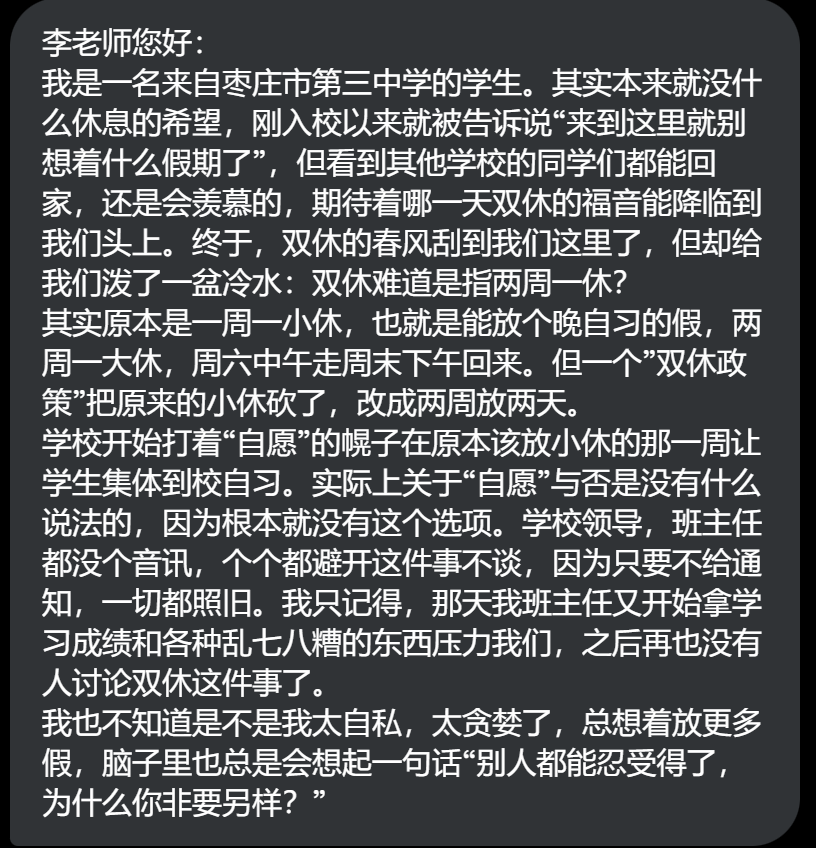 李老师您好：
我是一名来自枣庄市第三中学的学生。其实本来就没什
么休息的希望，刚入校以来就被告诉说“来到这里就别
想着什么假期了”，但看到其他学校的同学们都能回
家，还是会羡慕的，期待着哪一天双休的福音能降临到
我们头上。终于，双休的春风刮到我们这里了，但却给
我们泼了一盆冷水：双休难道是指两周一休？
其实原本是一周一小休，也就是能放个晚自习的假，两
周一大休，周六中午走周末下午回来。但一个”双休政
策”把原来的小休砍了，改成两周放两天。
学校开始打着“自愿”的幌子在原本该放小休的那一周让
学生集体到校自习。实际上关于“自愿”与否是没有什么
说法的，因为根本就没有这个选项。学校领导，班主任
都没个音讯，个个都避开这件事不谈，因为只要不给通
知，一切都照旧。我只记得，那天我班主任又开始拿学
习成绩和各种乱七八糟的东西压力我们，之后再也没有
人讨论双休这件事了。
我也不知道是不是我太自私，太贪婪了，总想着放更多
假，脑子里也总是会想起一句话“别人都能忍受得了，
为什么你非要另样？”